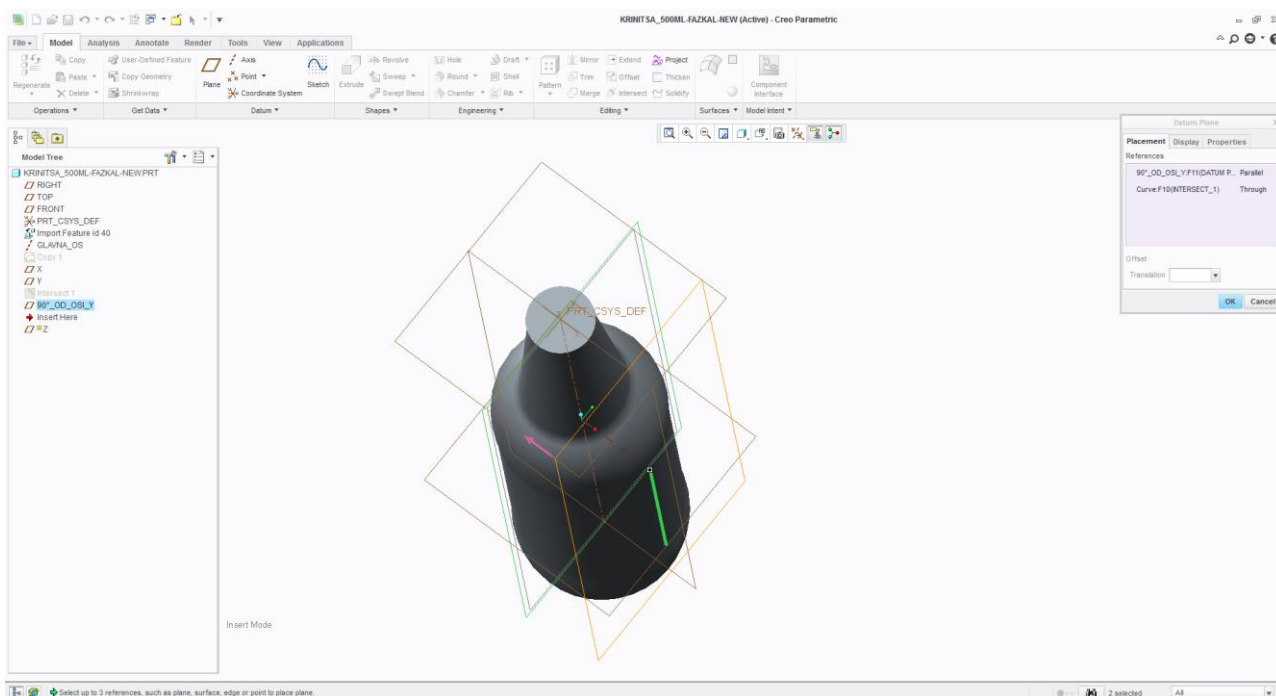 KRINITSA_500ML-FAZKAL-NEW (Active) - Creo Parametric
File Model Analysis Annotate Render Tools View Applications
Regenerate
Copy
Paste
Delete
User-Defined Feature
Copy Geometry
Shrinkwrap
Plane
Axis
Point
Coordinate System
Sketch
Extrude
Revolve
Sweep
Swept Blend
Hole
Round
Chamfer
Draft
Shell
Rib
Pattern
Mirror
Trim
Merge
Extend
Offset
Intersect
Project
Thicken
Solidify
Component
Interface
Operations Get Data Datum Shapes Engineering Editing Surfaces Model Intent
Model Tree
KRINITSA_500ML-FAZKAL-NEW.PRT
RIGHT
TOP
FRONT
PRT_CSYS_DEF
Import Feature id 40
GLAVNA_OS
Copy 1
X
Y
Intersect 1
90°_OD_OSI_Y
Insert Here
Z
PRT_CSYS_DEF
Insert Mode
Datum Plane
Placement Display Properties
References
90°_OD_OSI_Y:F11(DATUM P... Parallel
Curve:F10(INTERSECT_1) Through
Offset
Translation
OK Cancel
Select up to 3 references, such as plane, surface, edge or point to place plane.
2 selected
All